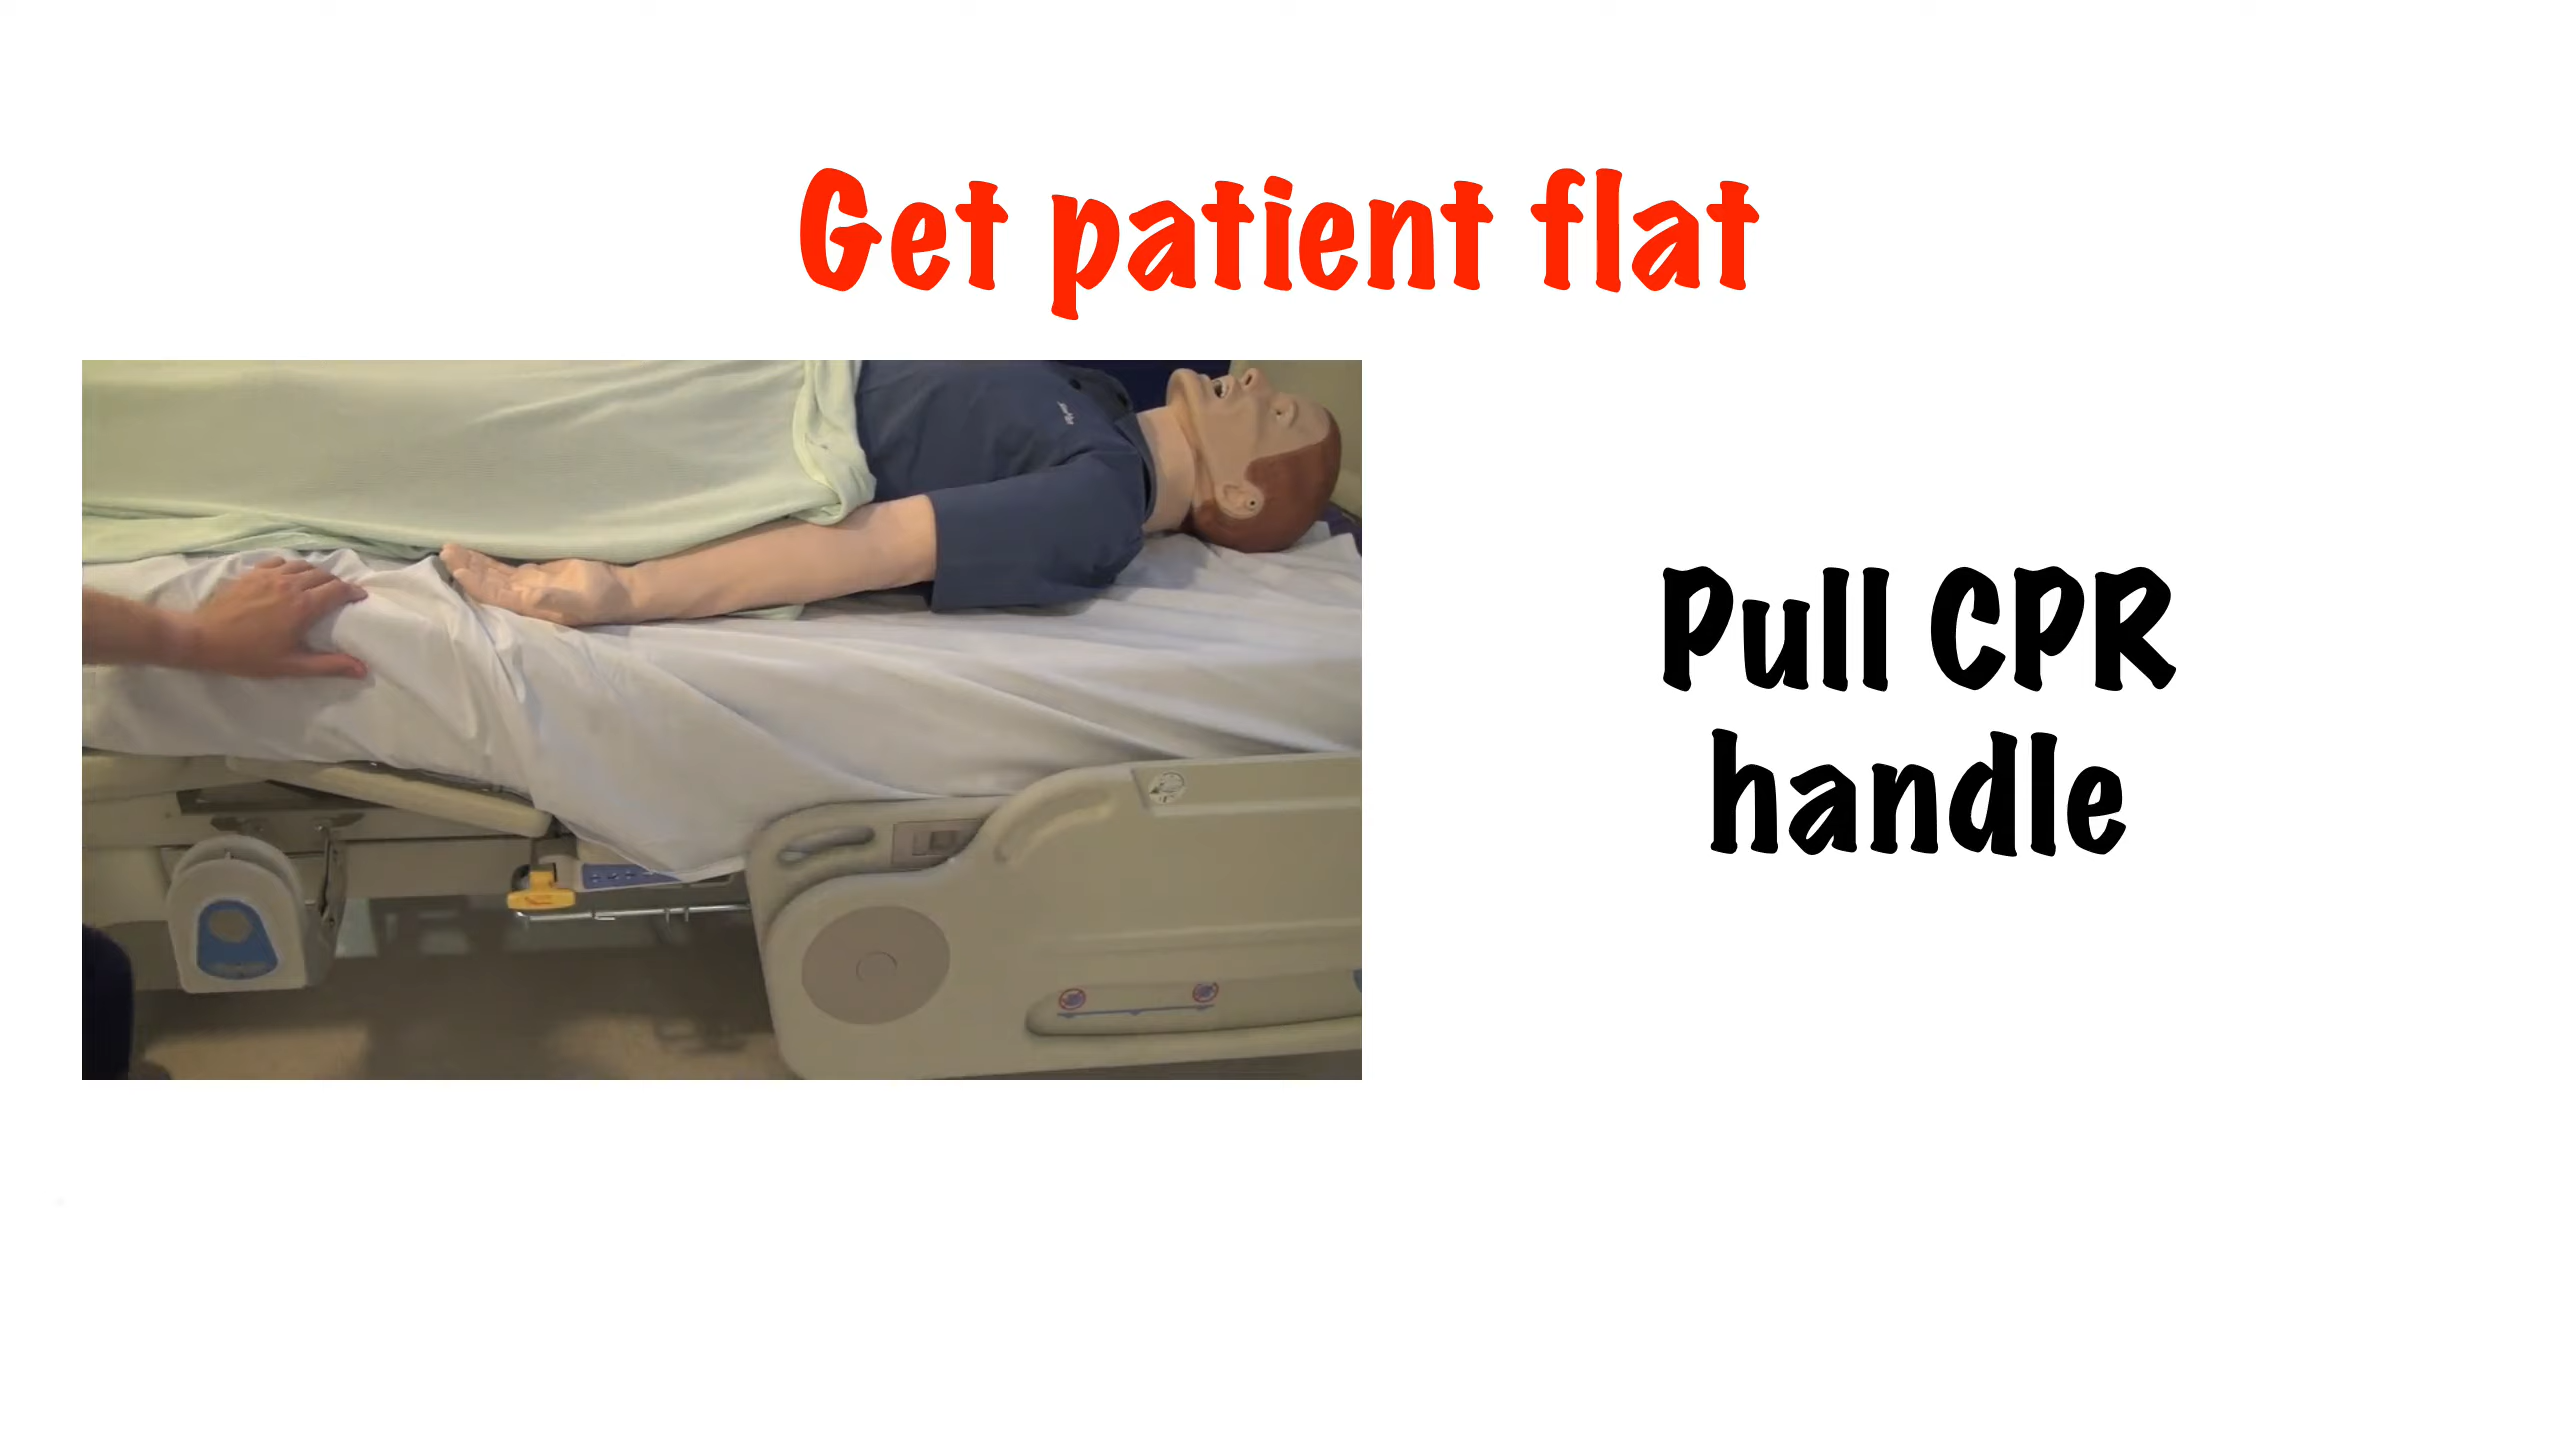 Get patient flat
Pull CPR
handle